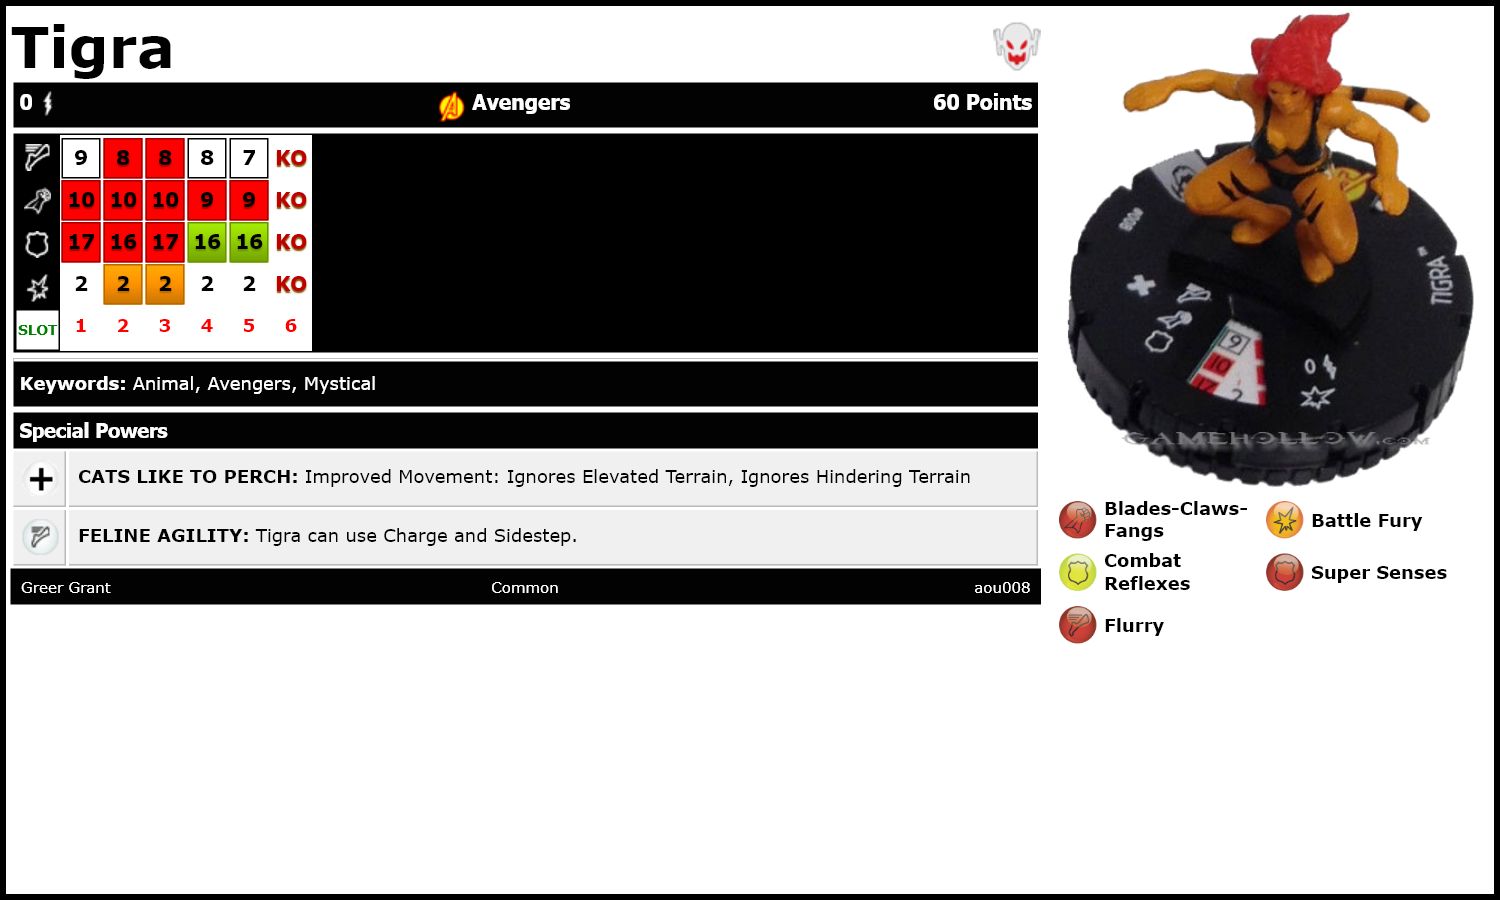 Tigra
0 Avengers 60 Points
9 8 8 8 7 KO
10 10 10 9 9 KO
17 16 17 16 16 KO
2 2 2 2 2 KO
SLOT 1 2 3 4 5 6
Keywords: Animal, Avengers, Mystical
Special Powers
CATS LIKE TO PERCH: Improved Movement: Ignores Elevated Terrain, Ignores Hindering Terrain
FELINE AGILITY: Tigra can use Charge and Sidestep.
Greer Grant Common aou008
TIGRA
9
10
17 2
0
GAMEHOLLOW.COM
Blades-Claws-
Fangs
Battle Fury
Combat
Reflexes
Super Senses
Flurry